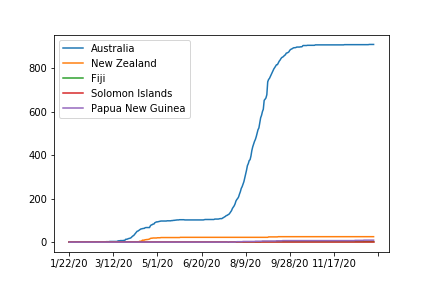 Australia
New Zealand
Fiji
Solomon Islands
Papua New Guinea
800
600
400
200
0
1/22/20 3/12/20 5/1/20 6/20/20 8/9/20 9/28/20 11/17/20